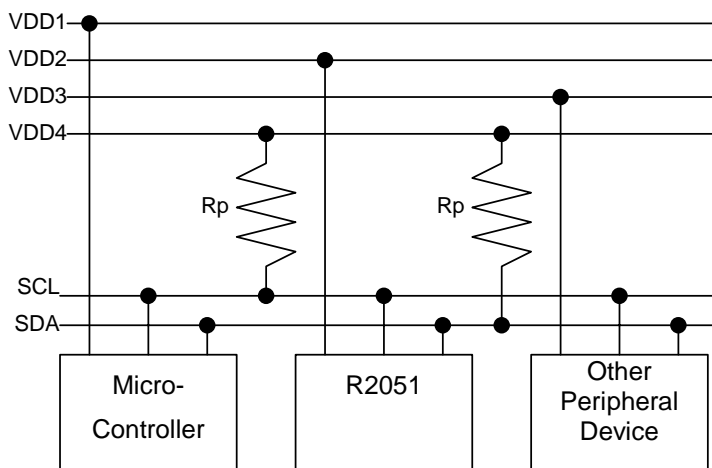 VDD1
VDD2
VDD3
VDD4
Rp
Rp
SCL
SDA
Micro-
Controller
R2051
Other
Peripheral
Device